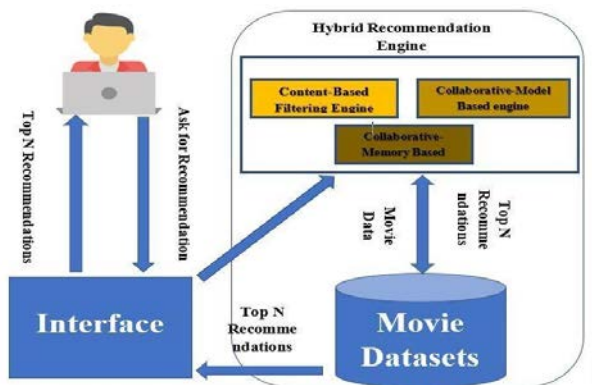 Hybrid Recommendation
Engine
Content-Based
Filtering Engine
Collaborative-Model
Based engine
Collaborative-
Memory Based
Top N Recommendations
Ask for Recommendation
Movie
Data
Top N
Recomme
ndations
Interface
Top N
Recomme
ndations
Movie
Datasets